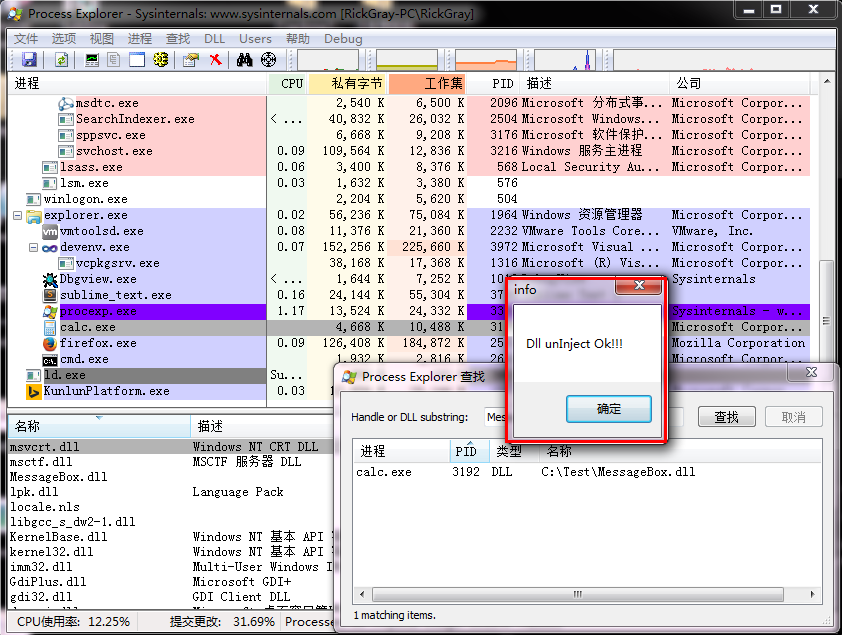 Process Explorer - Sysinternals: www.sysinternals.com [RickGray-PC\RickGray]
文件 选项 视图 进程 查找 DLL Users 帮助 Debug
进程 CPU 私有字节 工作集 PID 描述 公司
msdtc.exe 2,540 K 6,500 K 2096 Microsoft 分布式事... Microsoft Corpor...
SearchIndexer.exe < ... 40,832 K 26,032 K 2504 Microsoft Windows... Microsoft Corpor...
sppsvc.exe 6,668 K 9,208 K 3176 Microsoft 软件保护... Microsoft Corpor...
svchost.exe 0.09 109,564 K 12,836 K 3216 Windows 服务主进程 Microsoft Corpor...
lsass.exe 0.06 3,400 K 8,376 K 568 Local Security Au... Microsoft Corpor...
lsm.exe 0.03 1,632 K 3,380 K 576
winlogon.exe 2,204 K 5,620 K 504
explorer.exe 0.02 56,236 K 75,084 K 1964 Windows 资源管理器 Microsoft Corpor...
vmtoolsd.exe 0.08 11,376 K 21,360 K 2232 VMware Tools Core... VMware, Inc.
devenv.exe 0.07 152,256 K 225,660 K 3972 Microsoft Visual ... Microsoft Corpor...
vcpkgsrv.exe 38,168 K 17,368 K 1316 Microsoft (R) Vis... Microsoft Corpor...
Dbgview.exe < ... 1,644 K 7,252 K Sysinternals
sublime_text.exe 0.16 24,144 K 55,304 K
procexp.exe 1.17 13,524 K 24,332 K Sysinternals - w...
calc.exe 4,668 K 10,488 K Microsoft Corpor...
firefox.exe 0.09 126,408 K 184,872 K Mozilla Corporation
cmd.exe 1,932 K 2,816 K Microsoft Corpor...
ld.exe Su...
KunlunPlatform.exe 0.03
info
Dll unInject Ok!!!
确定
Process Explorer 查找
Handle or DLL substring: Mes 查找 取消
进程 PID 类型 名称
calc.exe 3192 DLL C:\Test\MessageBox.dll
1 matching items.
名称 描述
msvcrt.dll Windows NT CRT DLL
msctf.dll MSCTF 服务器 DLL
MessageBox.dll
lpk.dll Language Pack
locale.nls
libgcc_s_dw2-1.dll
KernelBase.dll Windows NT 基本 API
kernel32.dll Windows NT 基本 API
imm32.dll Multi-User Windows I
GdiPlus.dll Microsoft GDI+
gdi32.dll GDI Client DLL
CPU使用率: 12.25% 提交更改: 31.69% Processe